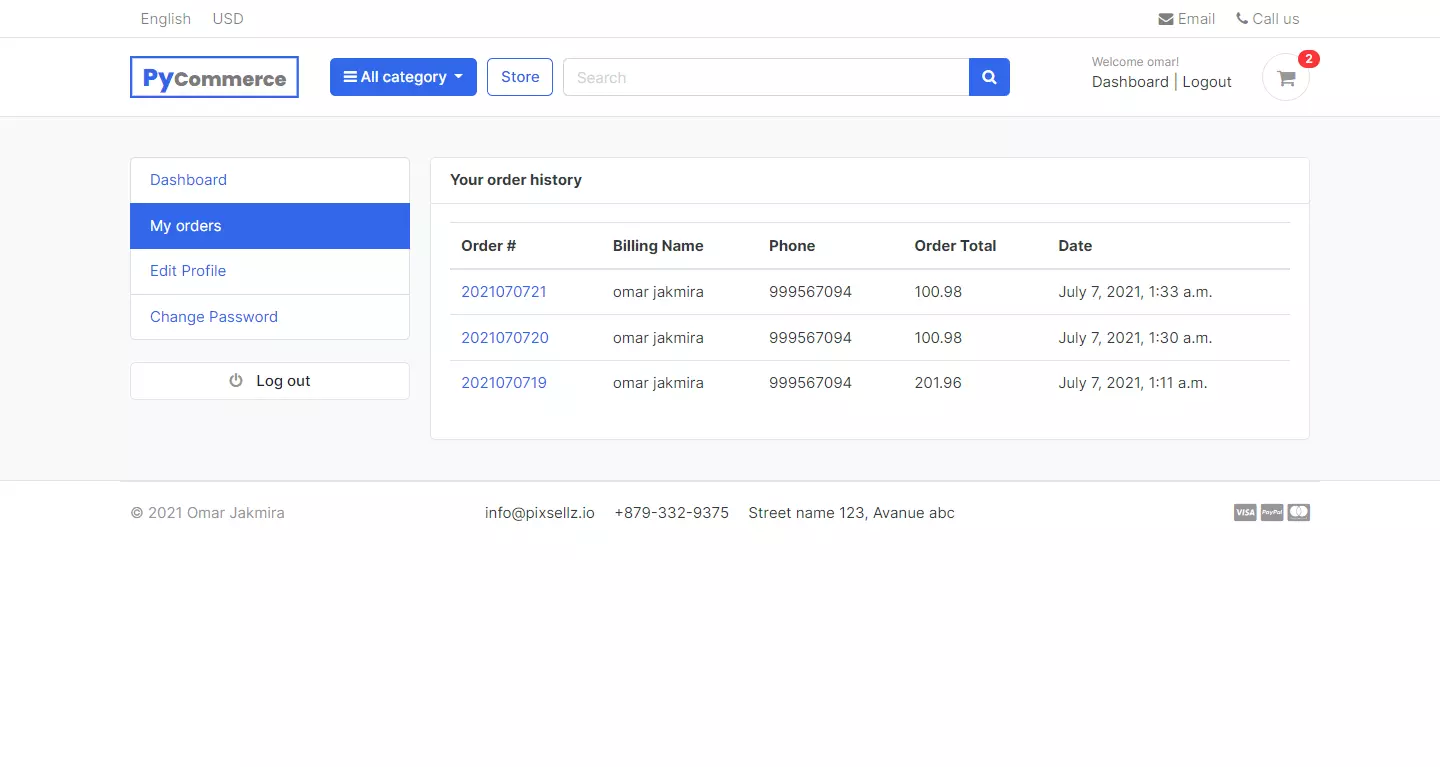 English USD Email Call us
PyCommerce All category Store Search Welcome omar! 2
Dashboard | Logout
Dashboard
My orders
Edit Profile
Change Password
Log out
Your order history
Order # Billing Name Phone Order Total Date
2021070721 omar jakmira 999567094 100.98 July 7, 2021, 1:33 a.m.
2021070720 omar jakmira 999567094 100.98 July 7, 2021, 1:30 a.m.
2021070719 omar jakmira 999567094 201.96 July 7, 2021, 1:11 a.m.
© 2021 Omar Jakmira info@pixsellz.io +879-332-9375 Street name 123, Avanue abc VISA PayPal